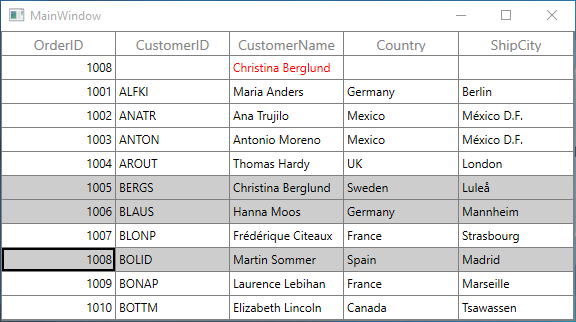 MainWindow
OrderID CustomerID CustomerName Country ShipCity
1008 Christina Berglund
1001 ALFKI Maria Anders Germany Berlin
1002 ANATR Ana Trujilo Mexico México D.F.
1003 ANTON Antonio Moreno Mexico México D.F.
1004 AROUT Thomas Hardy UK London
1005 BERGS Christina Berglund Sweden Luleå
1006 BLAUS Hanna Moos Germany Mannheim
1007 BLONP Frédérique Citeaux France Strasbourg
1008 BOLID Martin Sommer Spain Madrid
1009 BONAP Laurence Lebihan France Marseille
1010 BOTTM Elizabeth Lincoln Canada Tsawassen